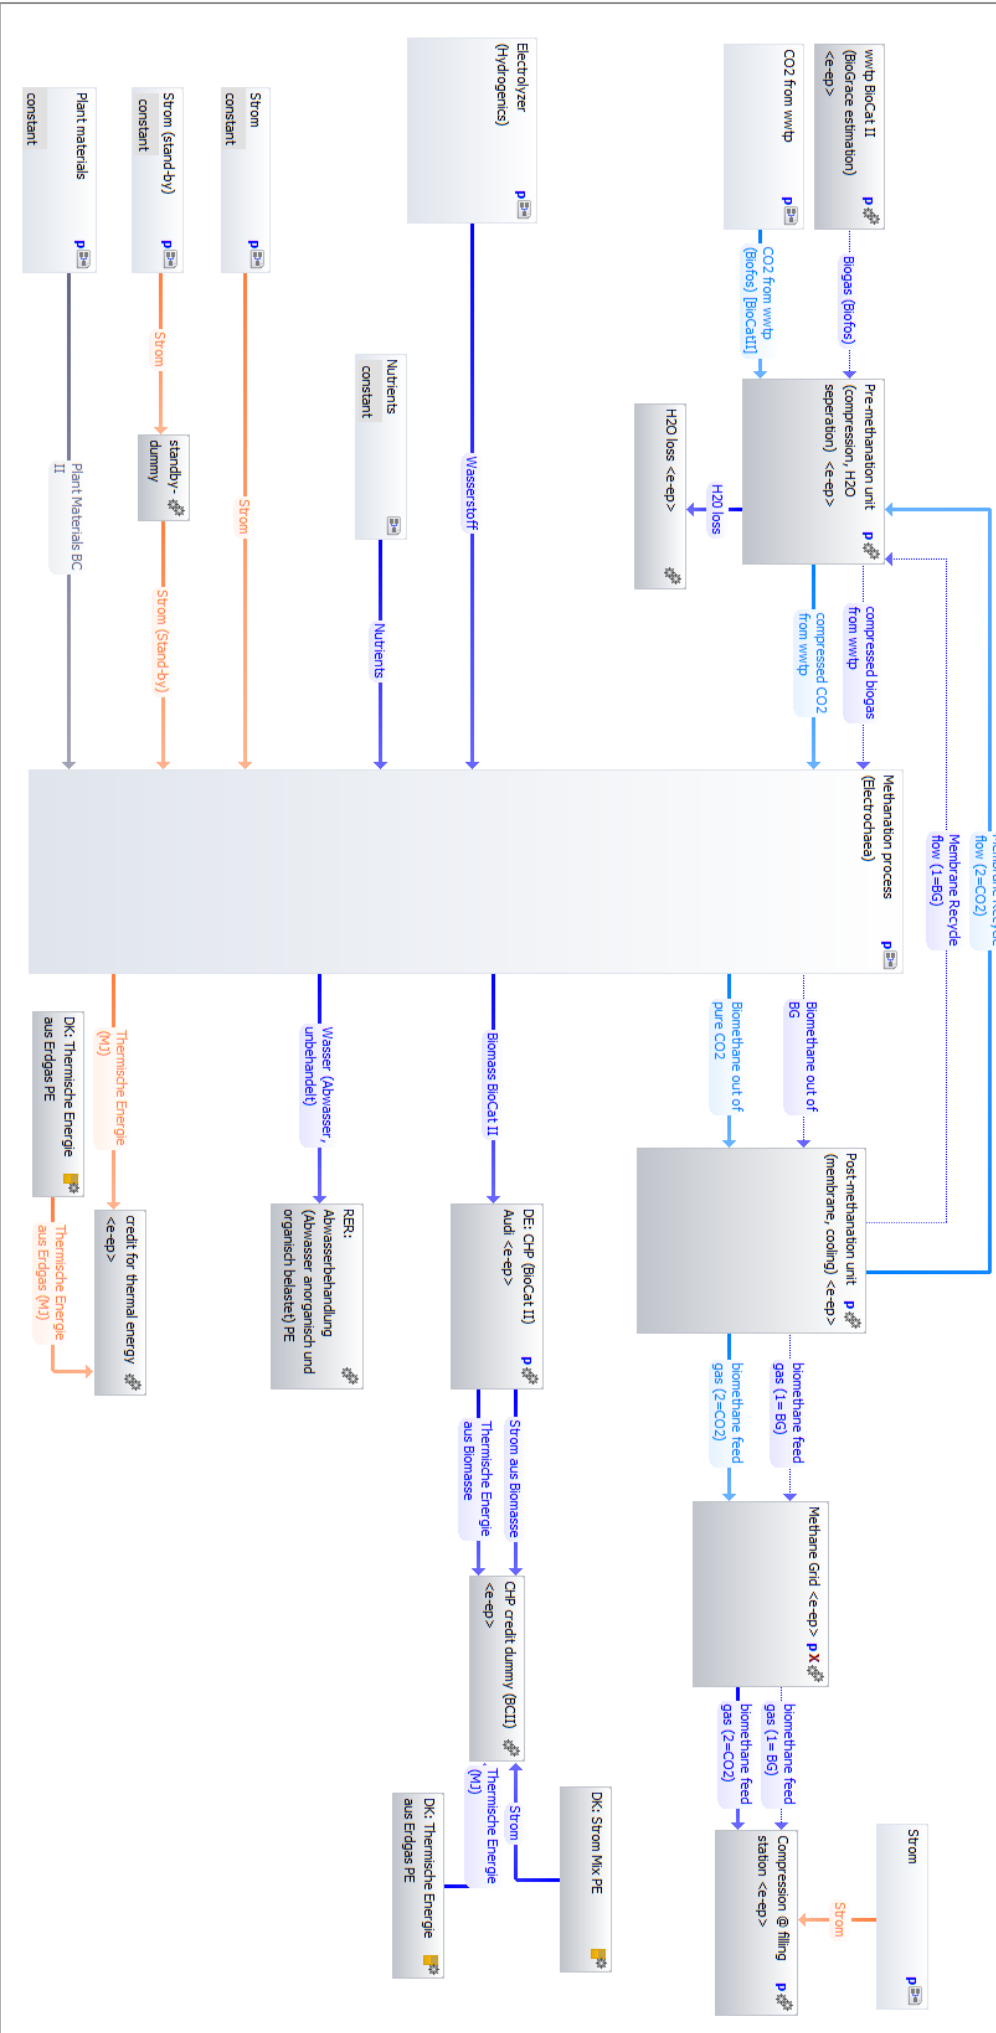 wwtp BioCat II
(BioGrace estimation)
<e-ep>
p
CO2 from wwtp
p
Electrolyzer
(Hydrogenics)
p
Strom
constant
p
Strom (stand-by)
constant
p
Plant materials
constant
p
Biogas (Biofos)
CO2 from wwtp
(Biofos) [BioCatII]
Pre-methanation unit
(compression, H2O
seperation) <e-ep>
p
H2O loss
H2O loss <e-ep>
Nutrients
constant
Wasserstoff
Nutrients
Strom
Strom
standby-
dummy
Strom (Stand-by)
Plant Materials BC
II
compressed biogas
from wwtp
compressed CO2
from wwtp
flow (2=CO2)
Membrane Recycle
flow (1=BG)
Methanation process
(Electrochaea)
p
Biomethane out of
BG
Biomethane out of
pure CO2
Biomass BioCat II
Wasser (Abwasser,
unbehandelt)
Thermische Energie
(MJ)
DK: Thermische Energie
aus Erdgas PE
Thermische Energie
aus Erdgas (MJ)
credit for thermal energy
<e-ep>
RER:
Abwasserbehandlung
(Abwasser anorganisch und
organisch belastet) PE
DE: CHP (BioCat II)
Audi <e-ep>
p
Post-methanation unit
(membrane, cooling) <e-ep>
p
biomethane feed
gas (1= BG)
biomethane feed
gas (2=CO2)
Strom aus Biomasse
Thermische Energie
aus Biomasse
Methane Grid <e-ep>
pX
CHP credit dummy (BCII)
<e-ep>
biomethane feed
gas (1= BG)
biomethane feed
gas (2=CO2)
Strom
Thermische Energie
(MJ)
DK: Strom Mix PE
DK: Thermische Energie
aus Erdgas PE
Strom
p
Strom
Compression @ filling
station <e-ep>
p